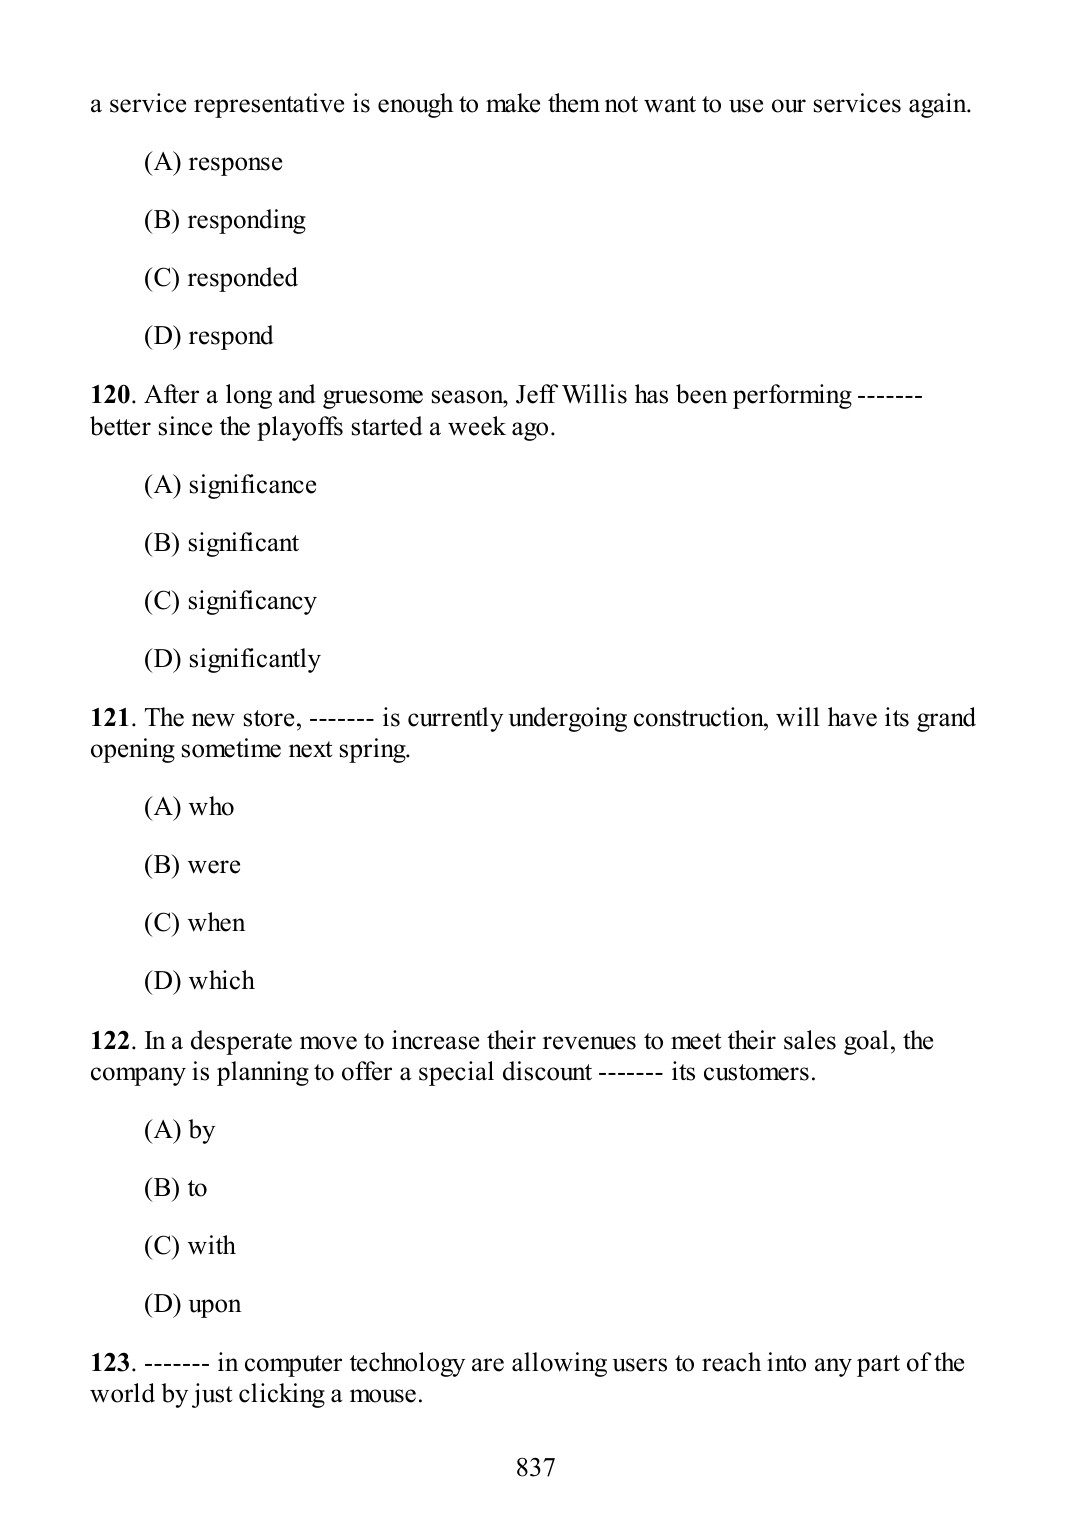 a service representative is enough to make them not want to use our services again.
(A) response
(B) responding
(C) responded
(D) respond
120. After a long and gruesome season, Jeff Willis has been performing -------
better since the playoffs started a week ago.
(A) significance
(B) significant
(C) significancy
(D) significantly
121. The new store, ------- is currently undergoing construction, will have its grand
opening sometime next spring.
(A) who
(B) were
(C) when
(D) which
122. In a desperate move to increase their revenues to meet their sales goal, the
company is planning to offer a special discount ------- its customers.
(A) by
(B) to
(C) with
(D) upon
123. ------- in computer technology are allowing users to reach into any part of the
world by just clicking a mouse.
837